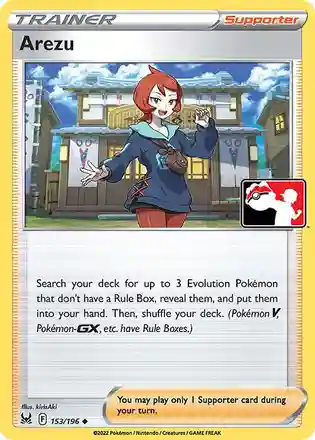 TRAINER Supporter
Arezu
Search your deck for up to 3 Evolution Pokémon
that don't have a Rule Box, reveal them, and put them
into your hand. Then, shuffle your deck. (Pokémon V,
Pokémon-GX, etc. have Rule Boxes.)
You may play only 1 Supporter card during
your turn.
Illus. kirisAki
F 153/196
©2022 Pokémon / Nintendo / Creatures / GAME FREAK